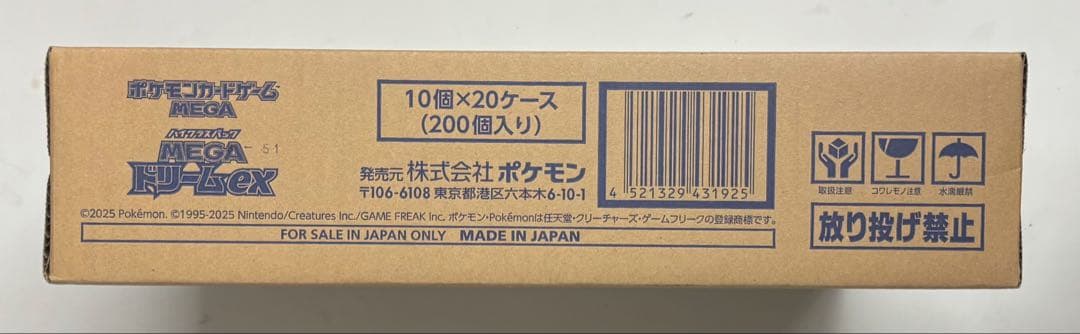 ポケモンカードゲーム
MEGA
ハイクラスパック
MEGA
51
ドリームex
10個×20ケース
(200個入り)
発売元 株式会社 ポケモン
〒106-6108 東京都港区六本木6-10-1
4 521329 431925
取扱注意
コワレモノ注意
水濡厳禁
放り投げ禁止
©2025 Pokémon. ©1995-2025 Nintendo/Creatures Inc./GAME FREAK inc. ポケモン・Pokémonは任天堂・クリーチャーズ・ゲームフリークの登録商標です。
FOR SALE IN JAPAN ONLY MADE IN JAPAN